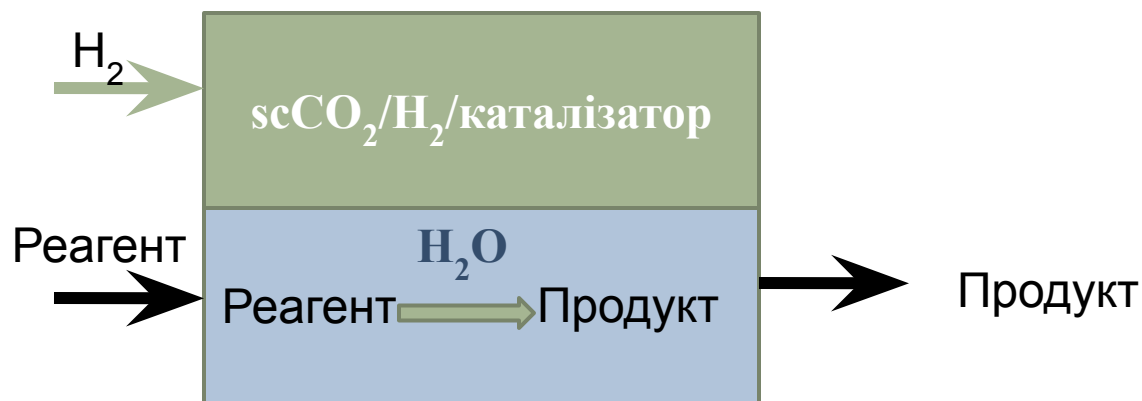 H₂
scCO₂/H₂/каталізатор
Реагент
H₂O
Реагент Продукт
Продукт